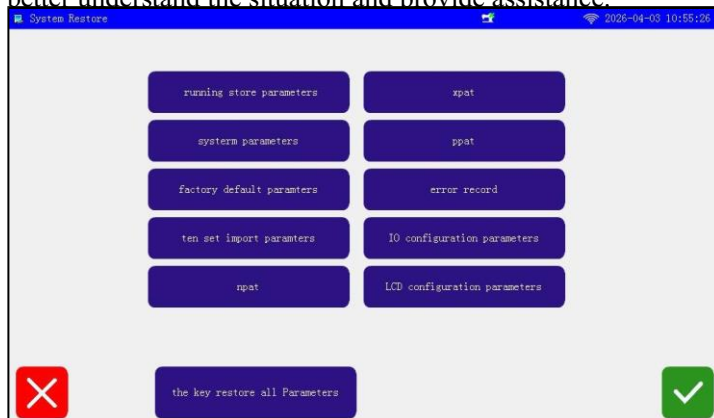 better understand the situation and provide assistance.
System Restore
2026-04-03 10:55:26
running store parameters
xpat
systerm parameters
ppat
factory default paramters
error record
ten set import paramters
IO configuration parameters
npat
LCD configuration parameters
the key restore all Parameters